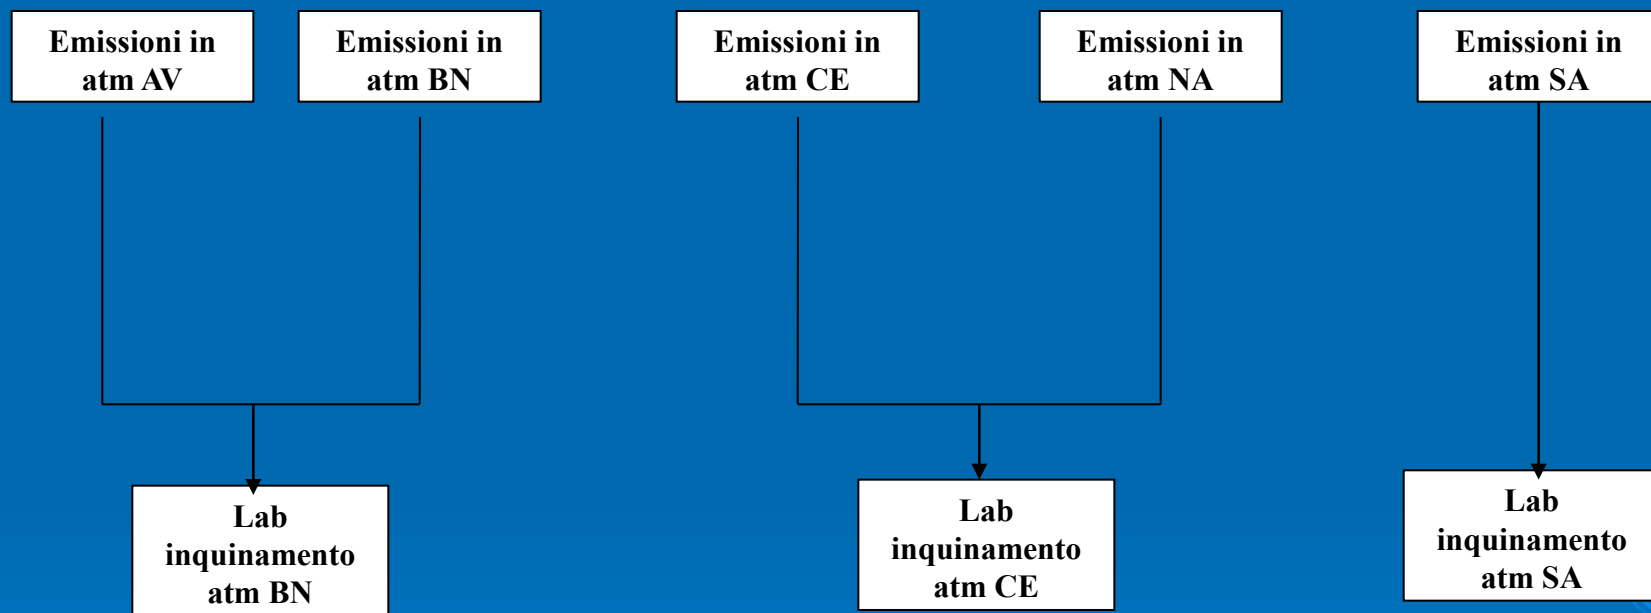 Emissioni in
atm AV
Emissioni in
atm BN
Emissioni in
atm CE
Emissioni in
atm NA
Emissioni in
atm SA
Lab
inquinamento
atm BN
Lab
inquinamento
atm CE
Lab
inquinamento
atm SA